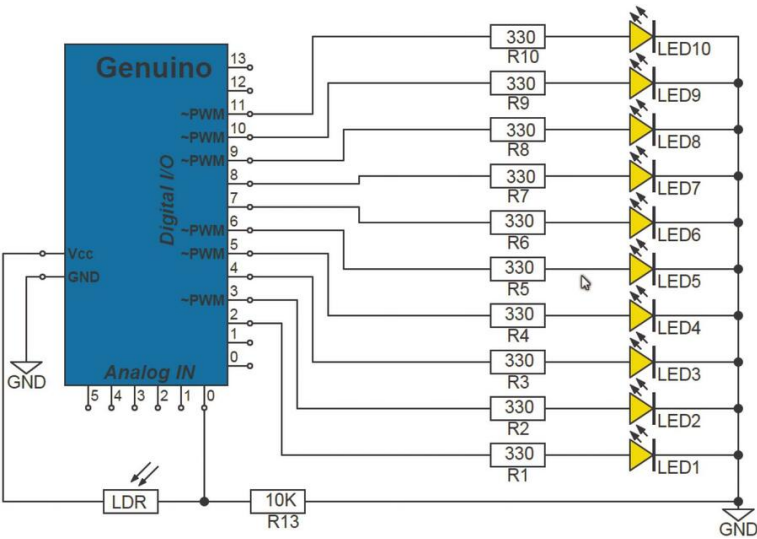 Genuino
Digital I/O
Analog IN
13
12
11
~PWM
10
~PWM
9
~PWM
8
7
6
~PWM
5
~PWM
4
3
~PWM
2
1
0
Vcc
GND
GND
5
4
3
2
1
0
330
R10
LED10
330
R9
LED9
330
R8
LED8
330
R7
LED7
330
R6
LED6
330
R5
LED5
330
R4
LED4
330
R3
LED3
330
R2
LED2
330
R1
LED1
LDR
10K
R13
GND